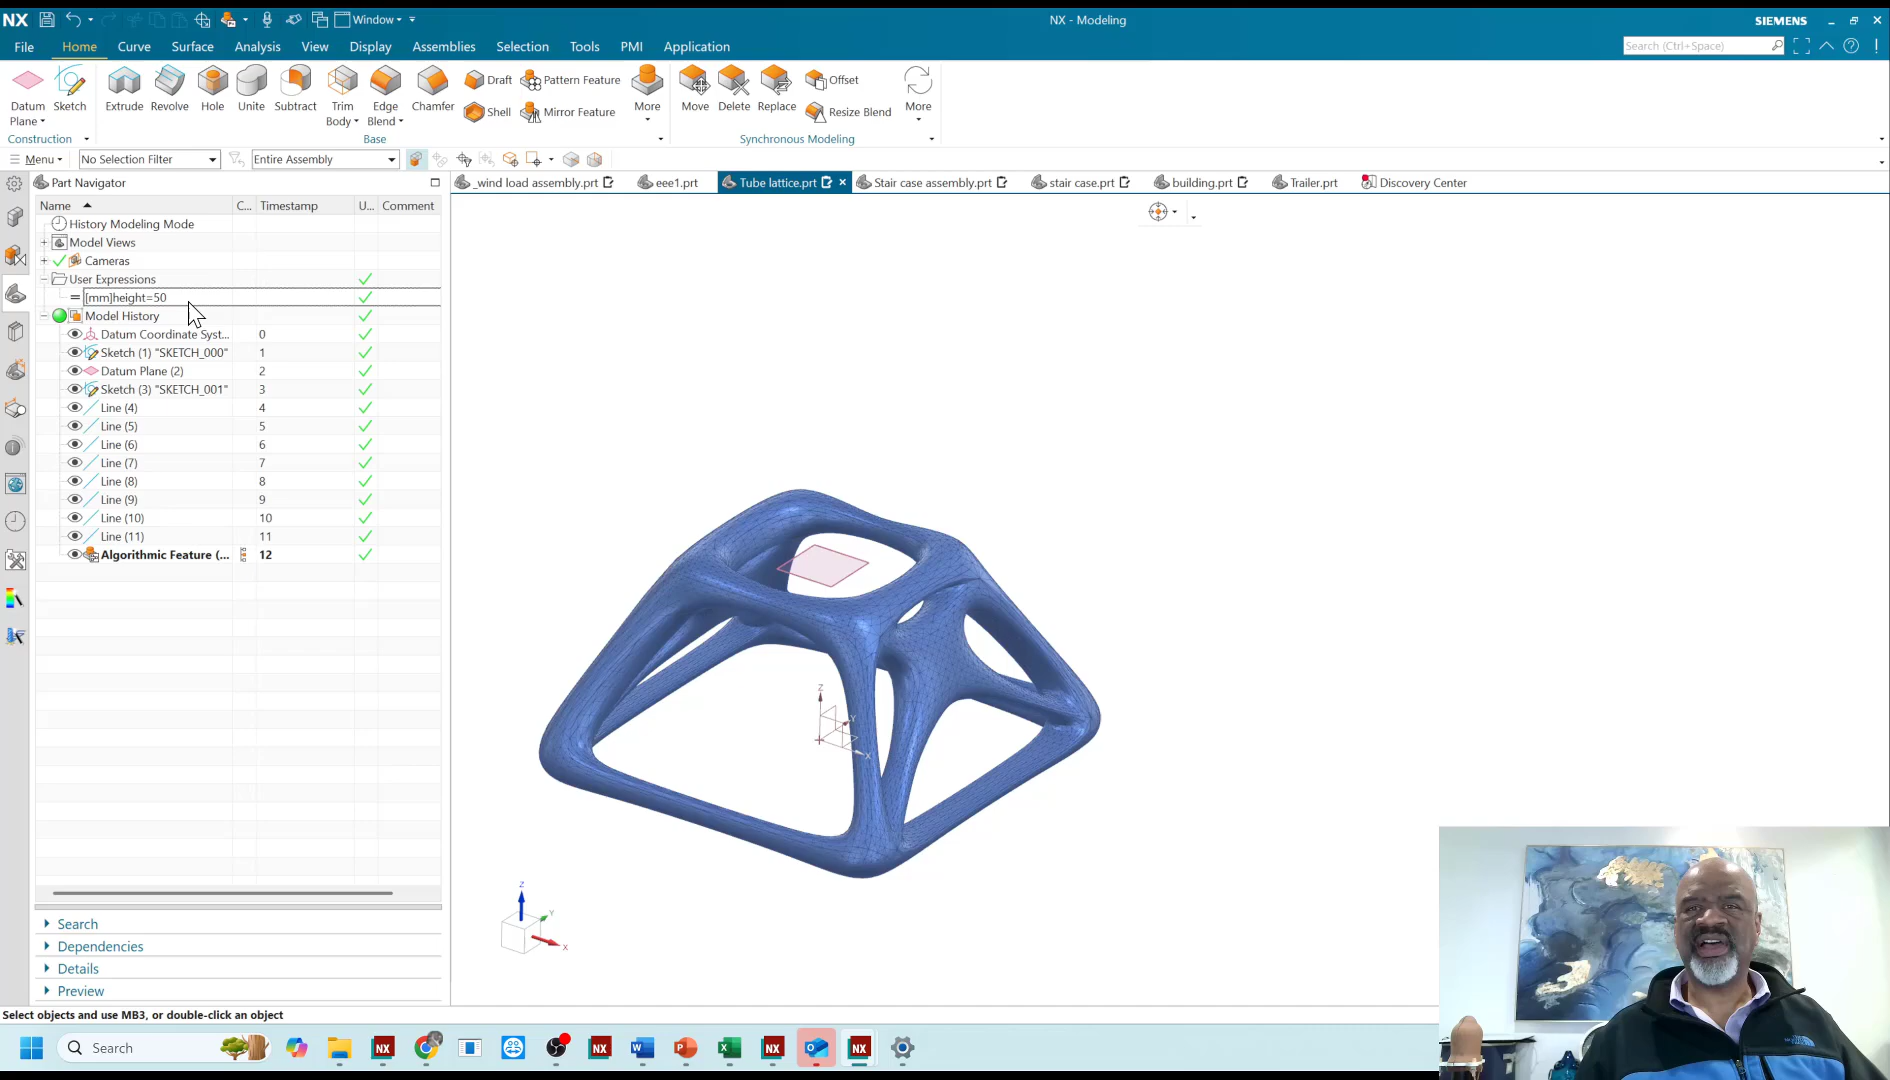 NX Window NX - Modeling SIEMENS
File Home Curve Surface Analysis View Display Assemblies Selection Tools PMI Application Search (Ctrl+Space)
Datum Plane Sketch Extrude Revolve Hole Unite Subtract Trim Body Edge Blend Chamfer Draft Pattern Feature More Move Delete Replace Offset More
Shell Mirror Feature Resize Blend
Construction Base Synchronous Modeling
Menu No Selection Filter Entire Assembly
Part Navigator _wind load assembly.prt eee1.prt Tube lattice.prt Stair case assembly.prt stair case.prt building.prt Trailer.prt Discovery Center
Name C... Timestamp U... Comment
History Modeling Mode
Model Views
Cameras
User Expressions
[mm]height=50
Model History
Datum Coordinate Syst... 0
Sketch (1) "SKETCH_000" 1
Datum Plane (2) 2
Sketch (3) "SKETCH_001" 3
Line (4) 4
Line (5) 5
Line (6) 6
Line (7) 7
Line (8) 8
Line (9) 9
Line (10) 10
Line (11) 11
Algorithmic Feature (... 12
Z
Y
X
Z
Y
X
Search
Dependencies
Details
Preview
Select objects and use MB3, or double-click an object
Search NX NX W P X NX O NX